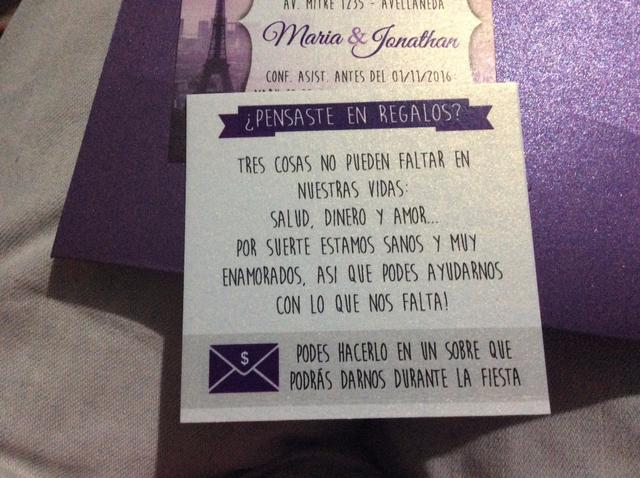 AV. MITRE 1235 - AVELLANEDA
Maria & Jonathan
CONF. ASIST. ANTES DEL 01/11/2016
¿PENSASTE EN REGALOS?
TRES COSAS NO PUEDEN FALTAR EN
NUESTRAS VIDAS:
SALUD, DINERO Y AMOR...
POR SUERTE ESTAMOS SANOS Y MUY
ENAMORADOS, ASI QUE PODES AYUDARNOS
CON LO QUE NOS FALTA!
$
PODES HACERLO EN UN SOBRE QUE
PODRÁS DARNOS DURANTE LA FIESTA